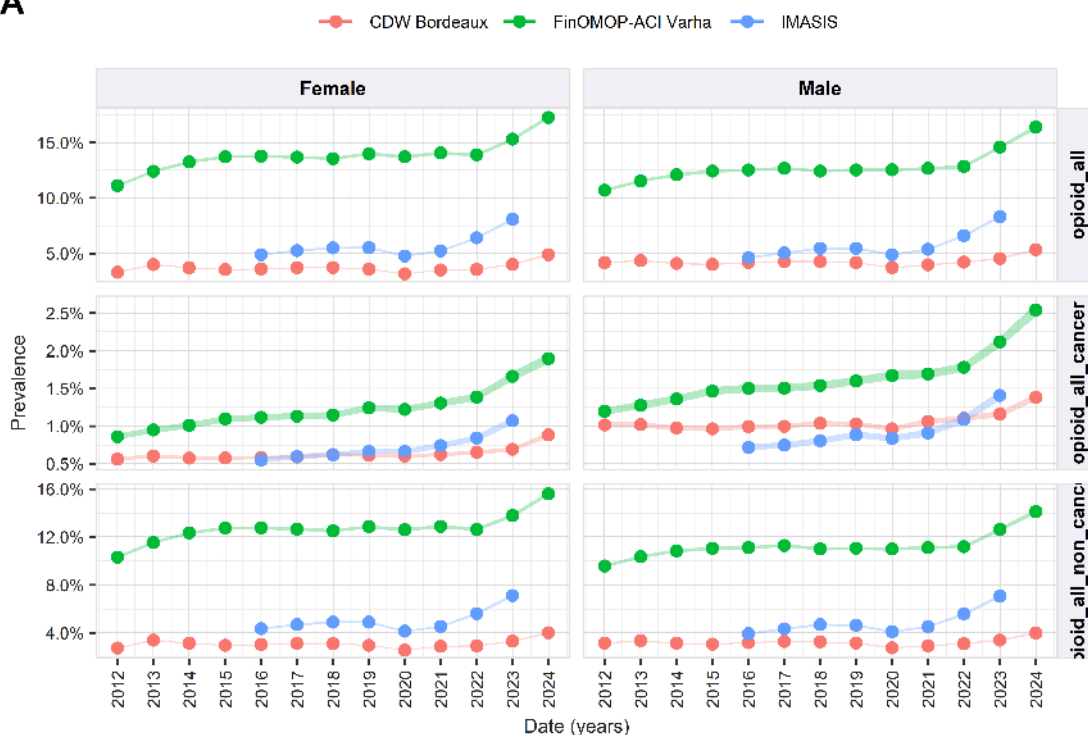 A
CDW Bordeaux FinOMOP-ACI Varha IMASIS
Female Male
15.0%
10.0%
5.0%
opioid_all
2.5%
2.0%
1.5%
1.0%
0.5%
opioid_all_cancer
16.0%
12.0%
8.0%
4.0%
pioid_all_non_canc
Prevalence
2012 2013 2014 2015 2016 2017 2018 2019 2020 2021 2022 2023 2024 2012 2013 2014 2015 2016 2017 2018 2019 2020 2021 2022 2023 2024
Date (years)